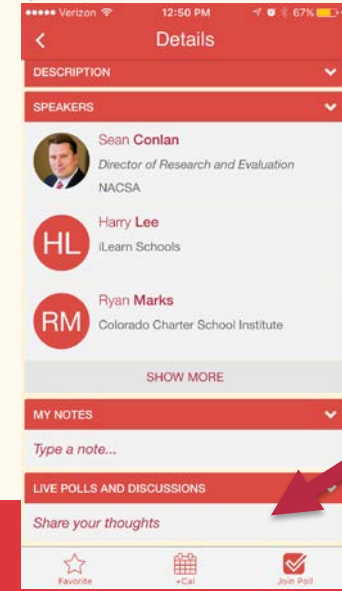 Verizon 12:50 PM 67%
Details
DESCRIPTION
SPEAKERS
Sean Conlan
Director of Research and Evaluation
NACSA
HL
Harry Lee
iLearn Schools
RM
Ryan Marks
Colorado Charter School Institute
SHOW MORE
MY NOTES
Type a note...
LIVE POLLS AND DISCUSSIONS
Share your thoughts
Favorite +Cal Join Poll